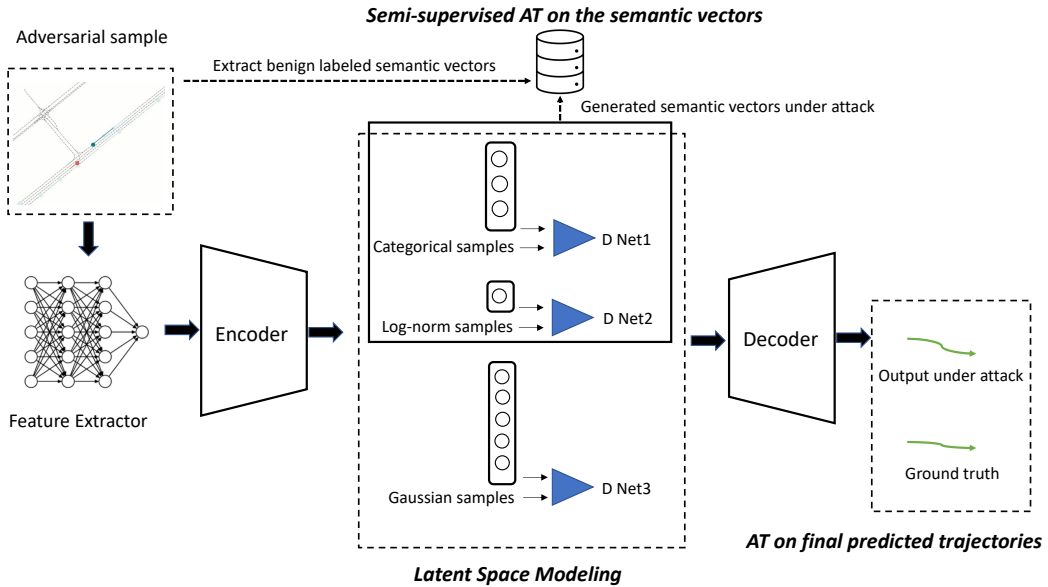 Semi-supervised AT on the semantic vectors
Adversarial sample
Extract benign labeled semantic vectors
Generated semantic vectors under attack
Categorical samples
D Net1
Log-norm samples
D Net2
Encoder
Decoder
Output under attack
Feature Extractor
Ground truth
Gaussian samples
D Net3
AT on final predicted trajectories
Latent Space Modeling